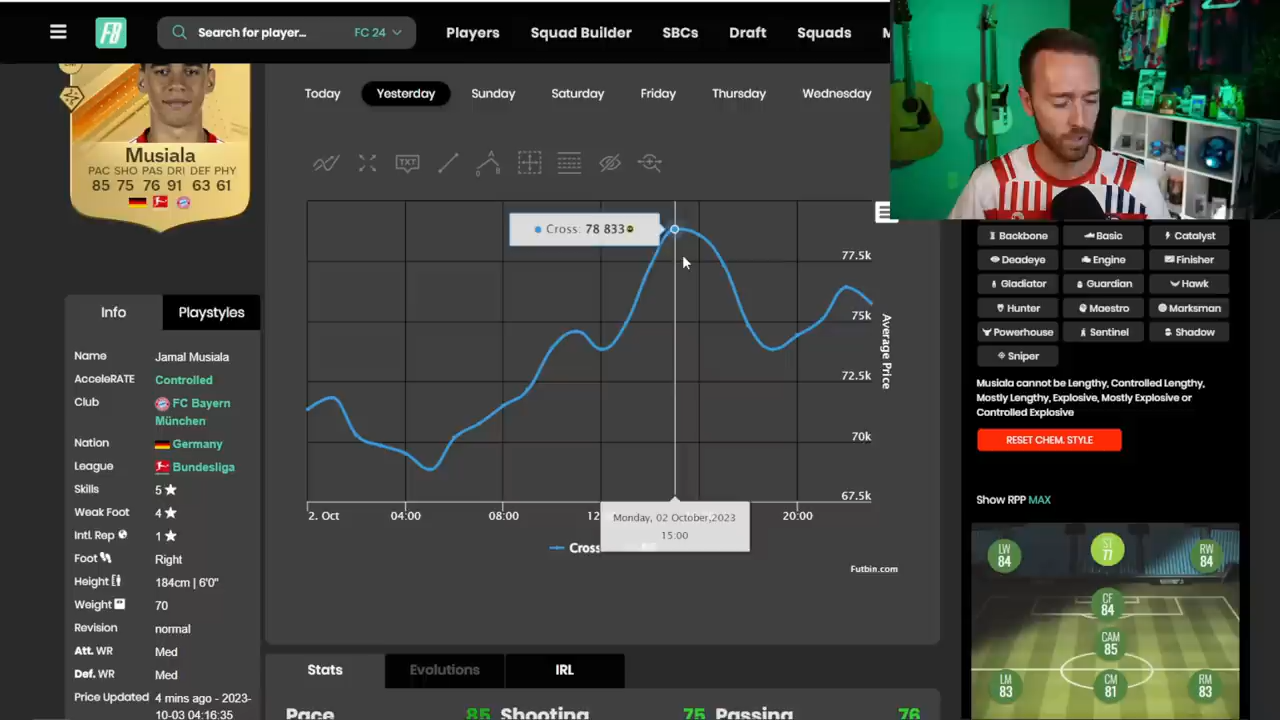 FB
Search for player...
FC 24
Players
Squad Builder
SBCs
Draft
Squads
M
Musiala
PAC SHO PAS DRI DEF PHY
85 75 76 91 63 61
Today
Yesterday
Sunday
Saturday
Friday
Thursday
Wednesday
TXT
Cross: 78 833
77.5k
75k
72.5k
70k
67.5k
Average Price
2. Oct
04:00
08:00
12
20:00
Monday, 02 October,2023
15:00
Cross
Futbin.com
Info
Playstyles
Name Jamal Musiala
AcceleRATE Controlled
Club FC Bayern
München
Nation Germany
League Bundesliga
Skills 5 ★
Weak Foot 4 ★
Intl. Rep 1 ★
Foot Right
Height 184cm | 6'0"
Weight 70
Revision normal
Att. WR Med
Def. WR Med
Price Updated 4 mins ago - 2023-
10-03 04:16:35
Stats
Evolutions
IRL
Pace 85
Shooting 75
Passing 76
Backbone
Basic
Catalyst
Deadeye
Engine
Finisher
Gladiator
Guardian
Hawk
Hunter
Maestro
Marksman
Powerhouse
Sentinel
Shadow
Sniper
Musiala cannot be Lengthy, Controlled Lengthy,
Mostly Lengthy, Explosive, Mostly Explosive or
Controlled Explosive
RESET CHEM. STYLE
Show RPP MAX
LW
84
ST
77
RW
84
CF
84
CAM
85
LM
83
CM
81
RM
83